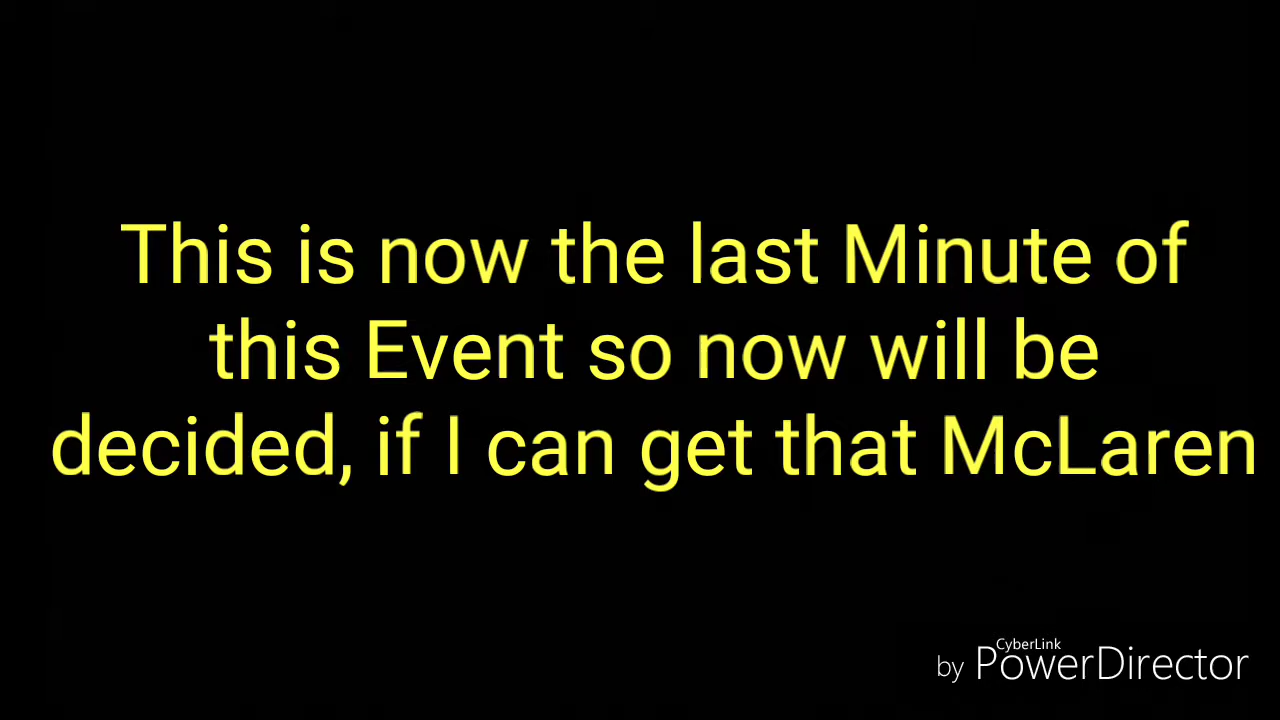 This is now the last Minute of
this Event so now will be
decided, if I can get that McLaren
CyberLink
by PowerDirector